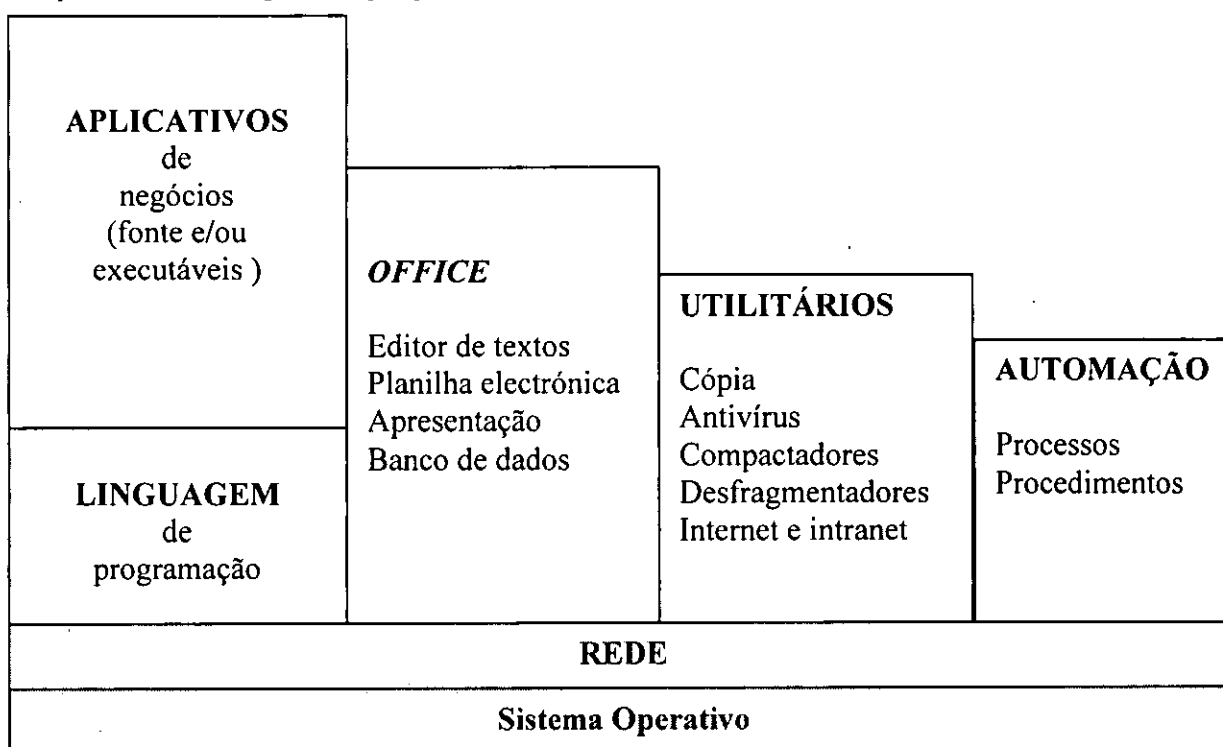 APLICATIVOS
de
negócios
(fonte e/ou
executáveis )
LINGUAGEM
de
programação
OFFICE
Editor de textos
Planilha electrónica
Apresentação
Banco de dados
UTILITÁRIOS
Cópia
Antivírus
Compactadores
Desfragmentadores
Internet e intranet
AUTOMAÇÃO
Processos
Procedimentos
REDE
Sistema Operativo